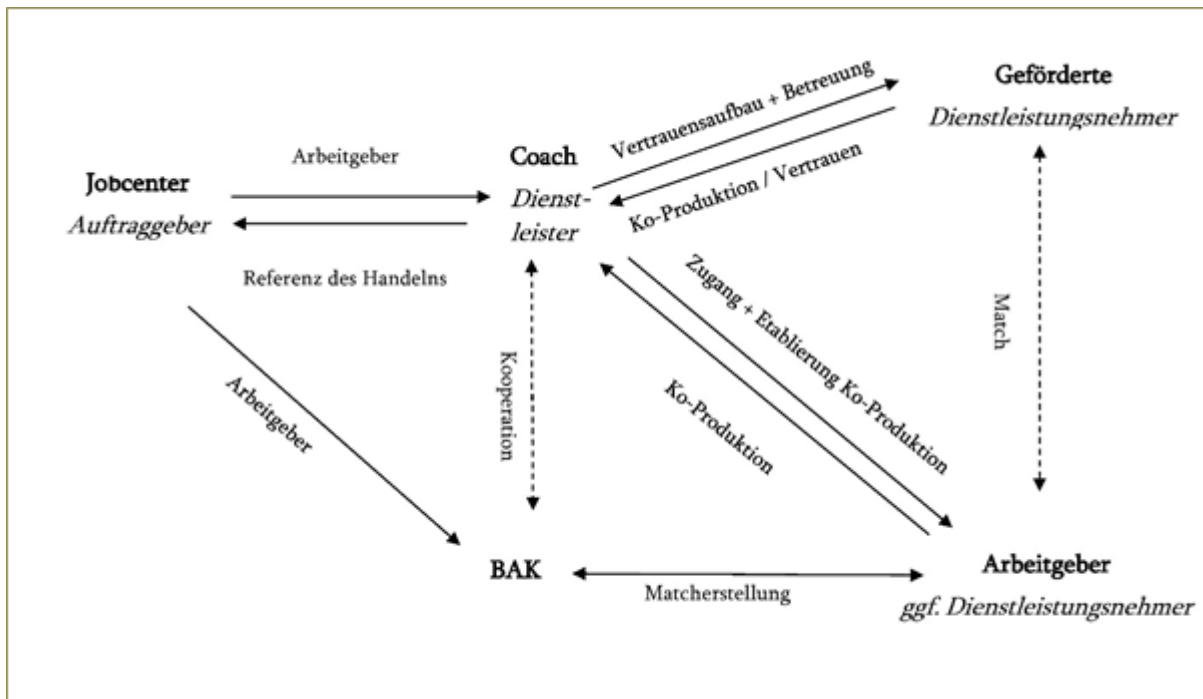 Geförderte
Dienstleistungsnehmer
Vertrauensaufbau + Betreuung
Arbeitgeber
Coach
Dienst-
leister
Jobcenter
Auftraggeber
Ko-Produktion / Vertrauen
Referenz des Handelns
Zugang + Etablierung Ko-Produktion
Match
Kooperation
Arbeitgeber
Ko-Produktion
BAK
Matcherstellung
Arbeitgeber
ggf. Dienstleistungsnehmer